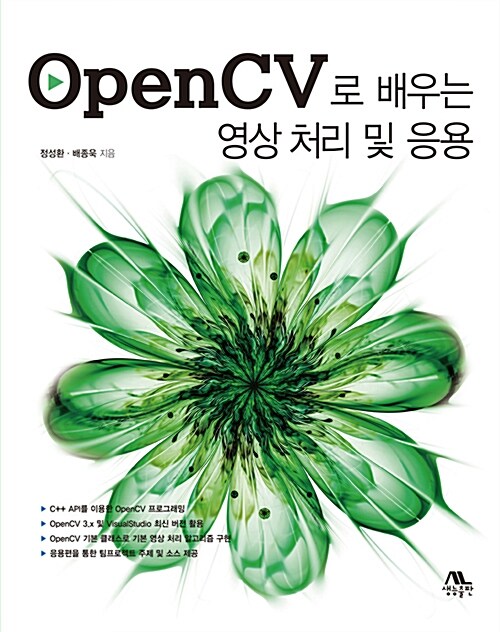 OpenCV로 배우는
영상 처리 및 응용
정성환 · 배종욱 지음
▶ C++ API를 이용한 OpenCV 프로그래밍
▶ OpenCV 3.x 및 VisualStudio 최신 버전 활용
▶ OpenCV 기본 클래스로 기본 영상 처리 알고리즘 구현
▶ 응용편을 통한 팀프로젝트 주제 및 소스 제공
생능출판